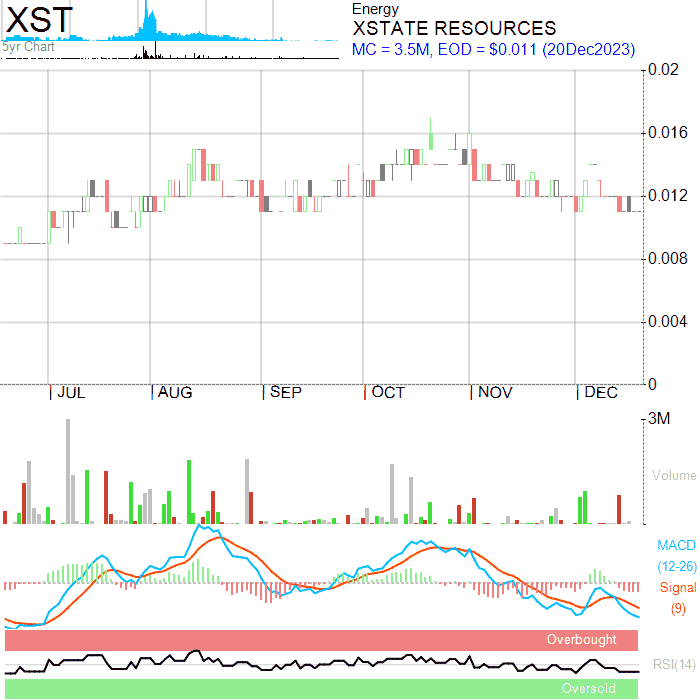 XST
5yr Chart
Energy
XSTATE RESOURCES
MC = 3.5M, EOD = $0.011 (20Dec2023)
0.02
0.016
0.012
0.008
0.004
0
JUL AUG SEP OCT NOV DEC
3M
Volume
MACD
(12-26)
Signal
(9)
Overbought
RSI(14)
Oversold